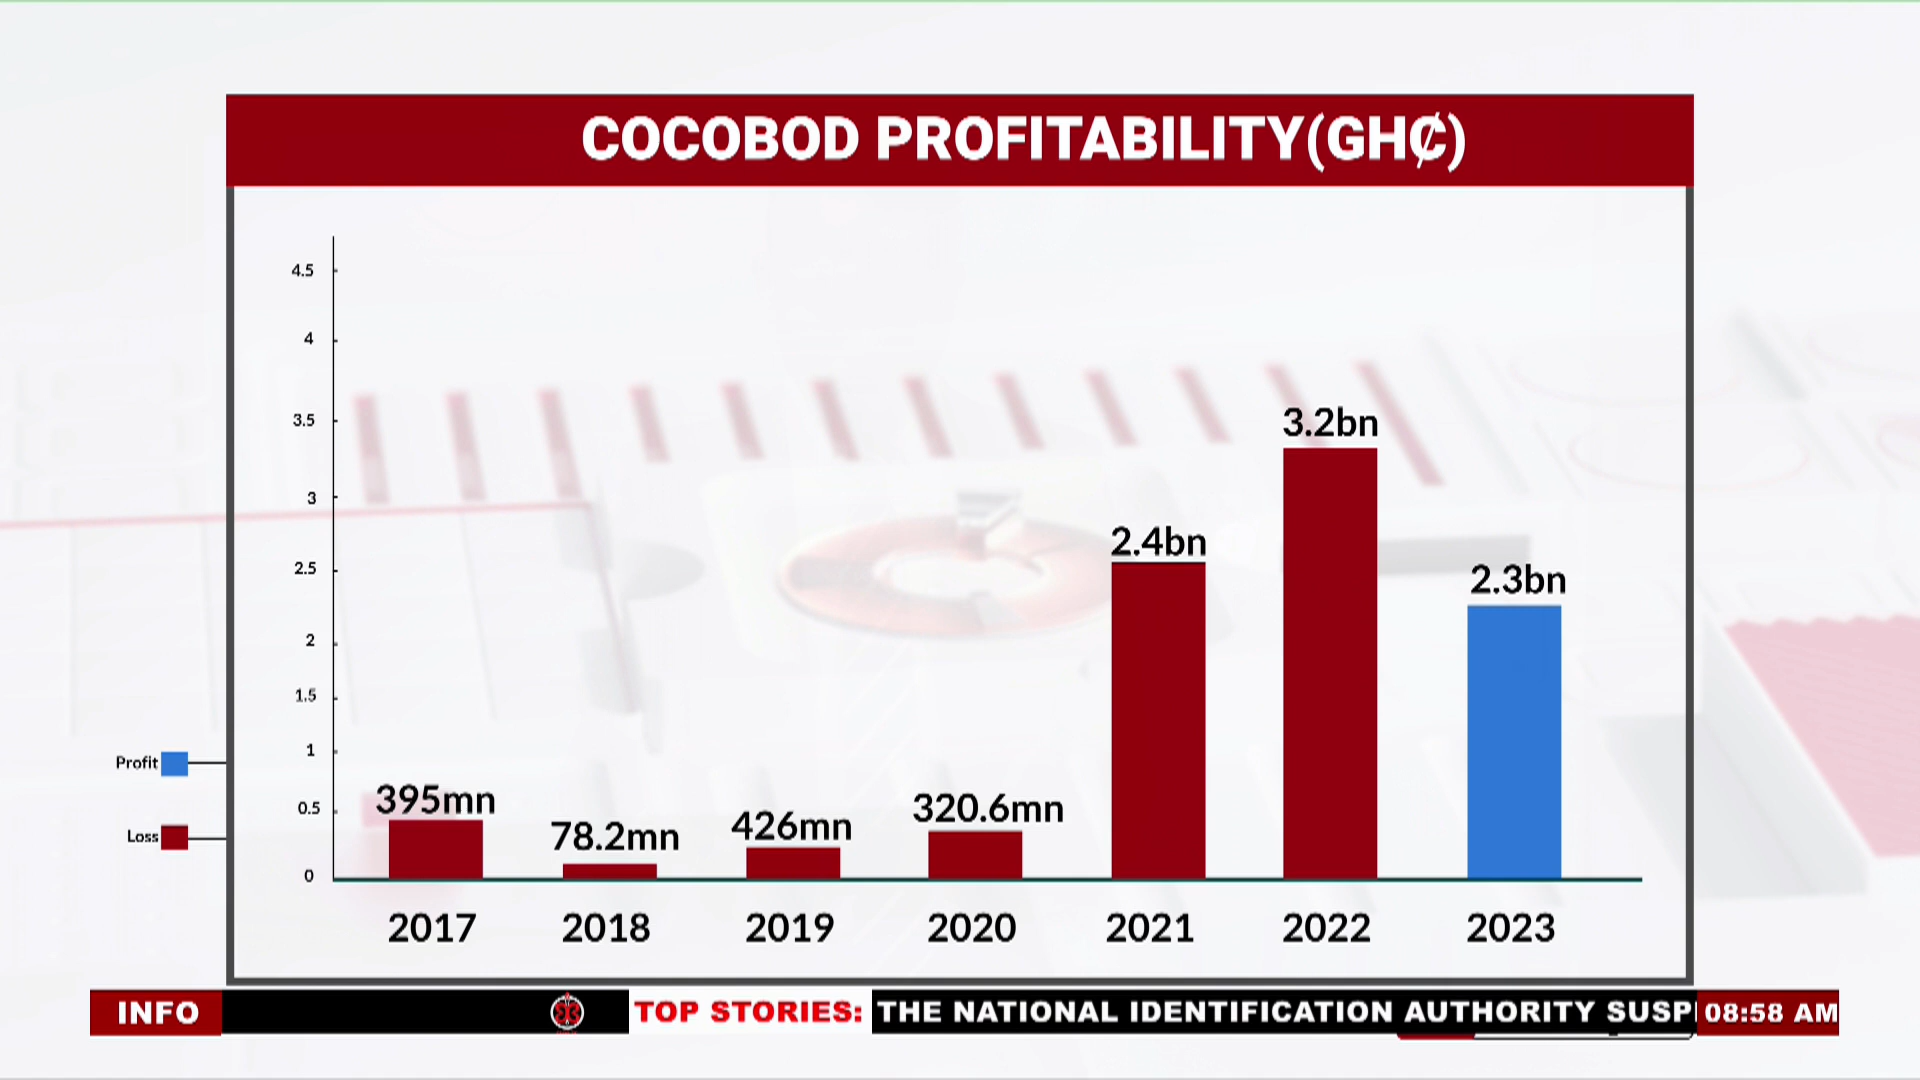 COCOBOD PROFITABILITY(GH₵)
4.5
4
3.5
3
2.5
2
1.5
1
0.5
0
Profit
Loss
395mn
78.2mn
426mn
320.6mn
2.4bn
3.2bn
2.3bn
2017 2018 2019 2020 2021 2022 2023
INFO TOP STORIES: THE NATIONAL IDENTIFICATION AUTHORITY SUSP 08:58 AM